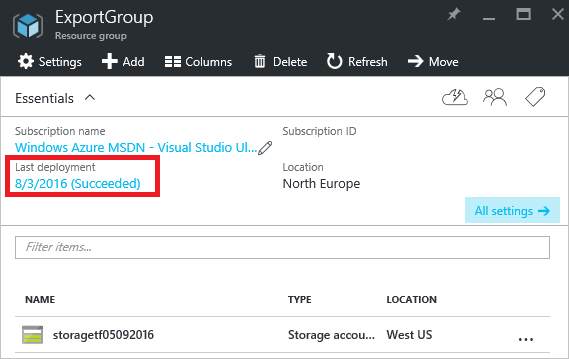 ExportGroup
Resource group
Settings Add Columns Delete Refresh Move
Essentials
Subscription name Subscription ID
Windows Azure MSDN - Visual Studio Ul...
Last deployment Location
8/3/2016 (Succeeded) North Europe
All settings
Filter items...
NAME TYPE LOCATION
storagetf05092016 Storage accou... West US ...